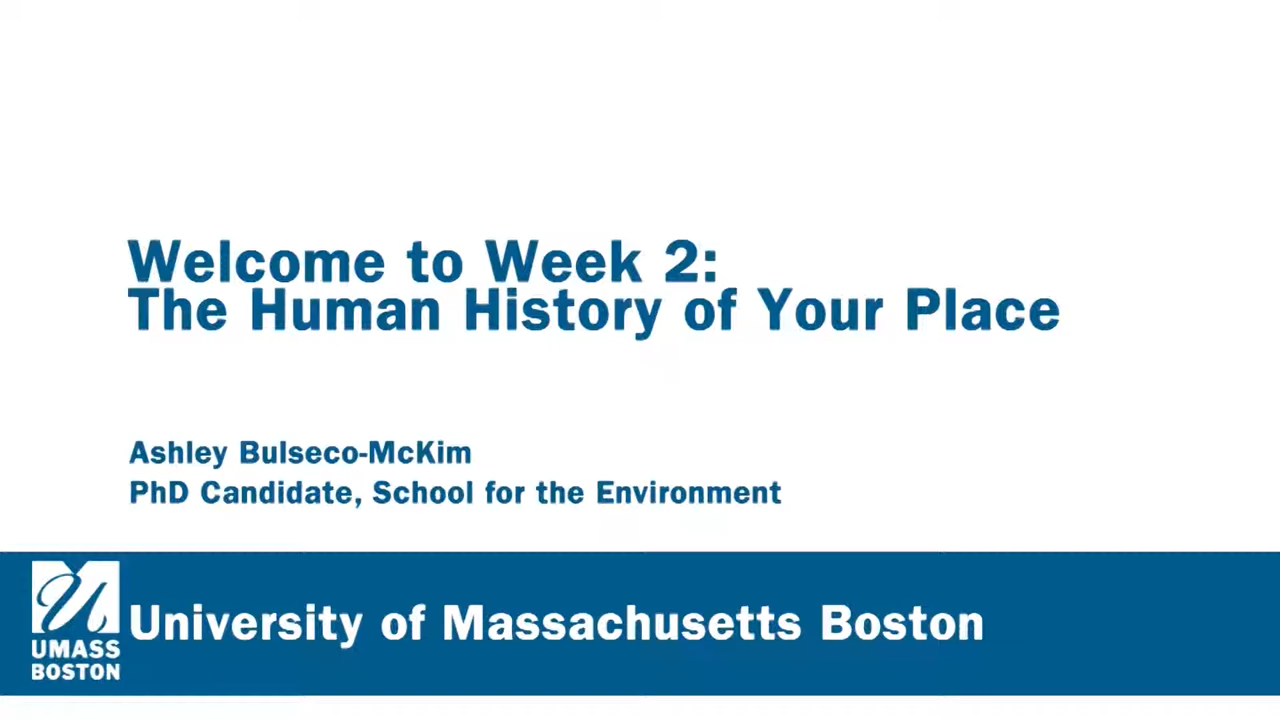 Welcome to Week 2:
The Human History of Your Place
Ashley Bulseco-McKim
PhD Candidate, School for the Environment
University of Massachusetts Boston
UMASS
BOSTON